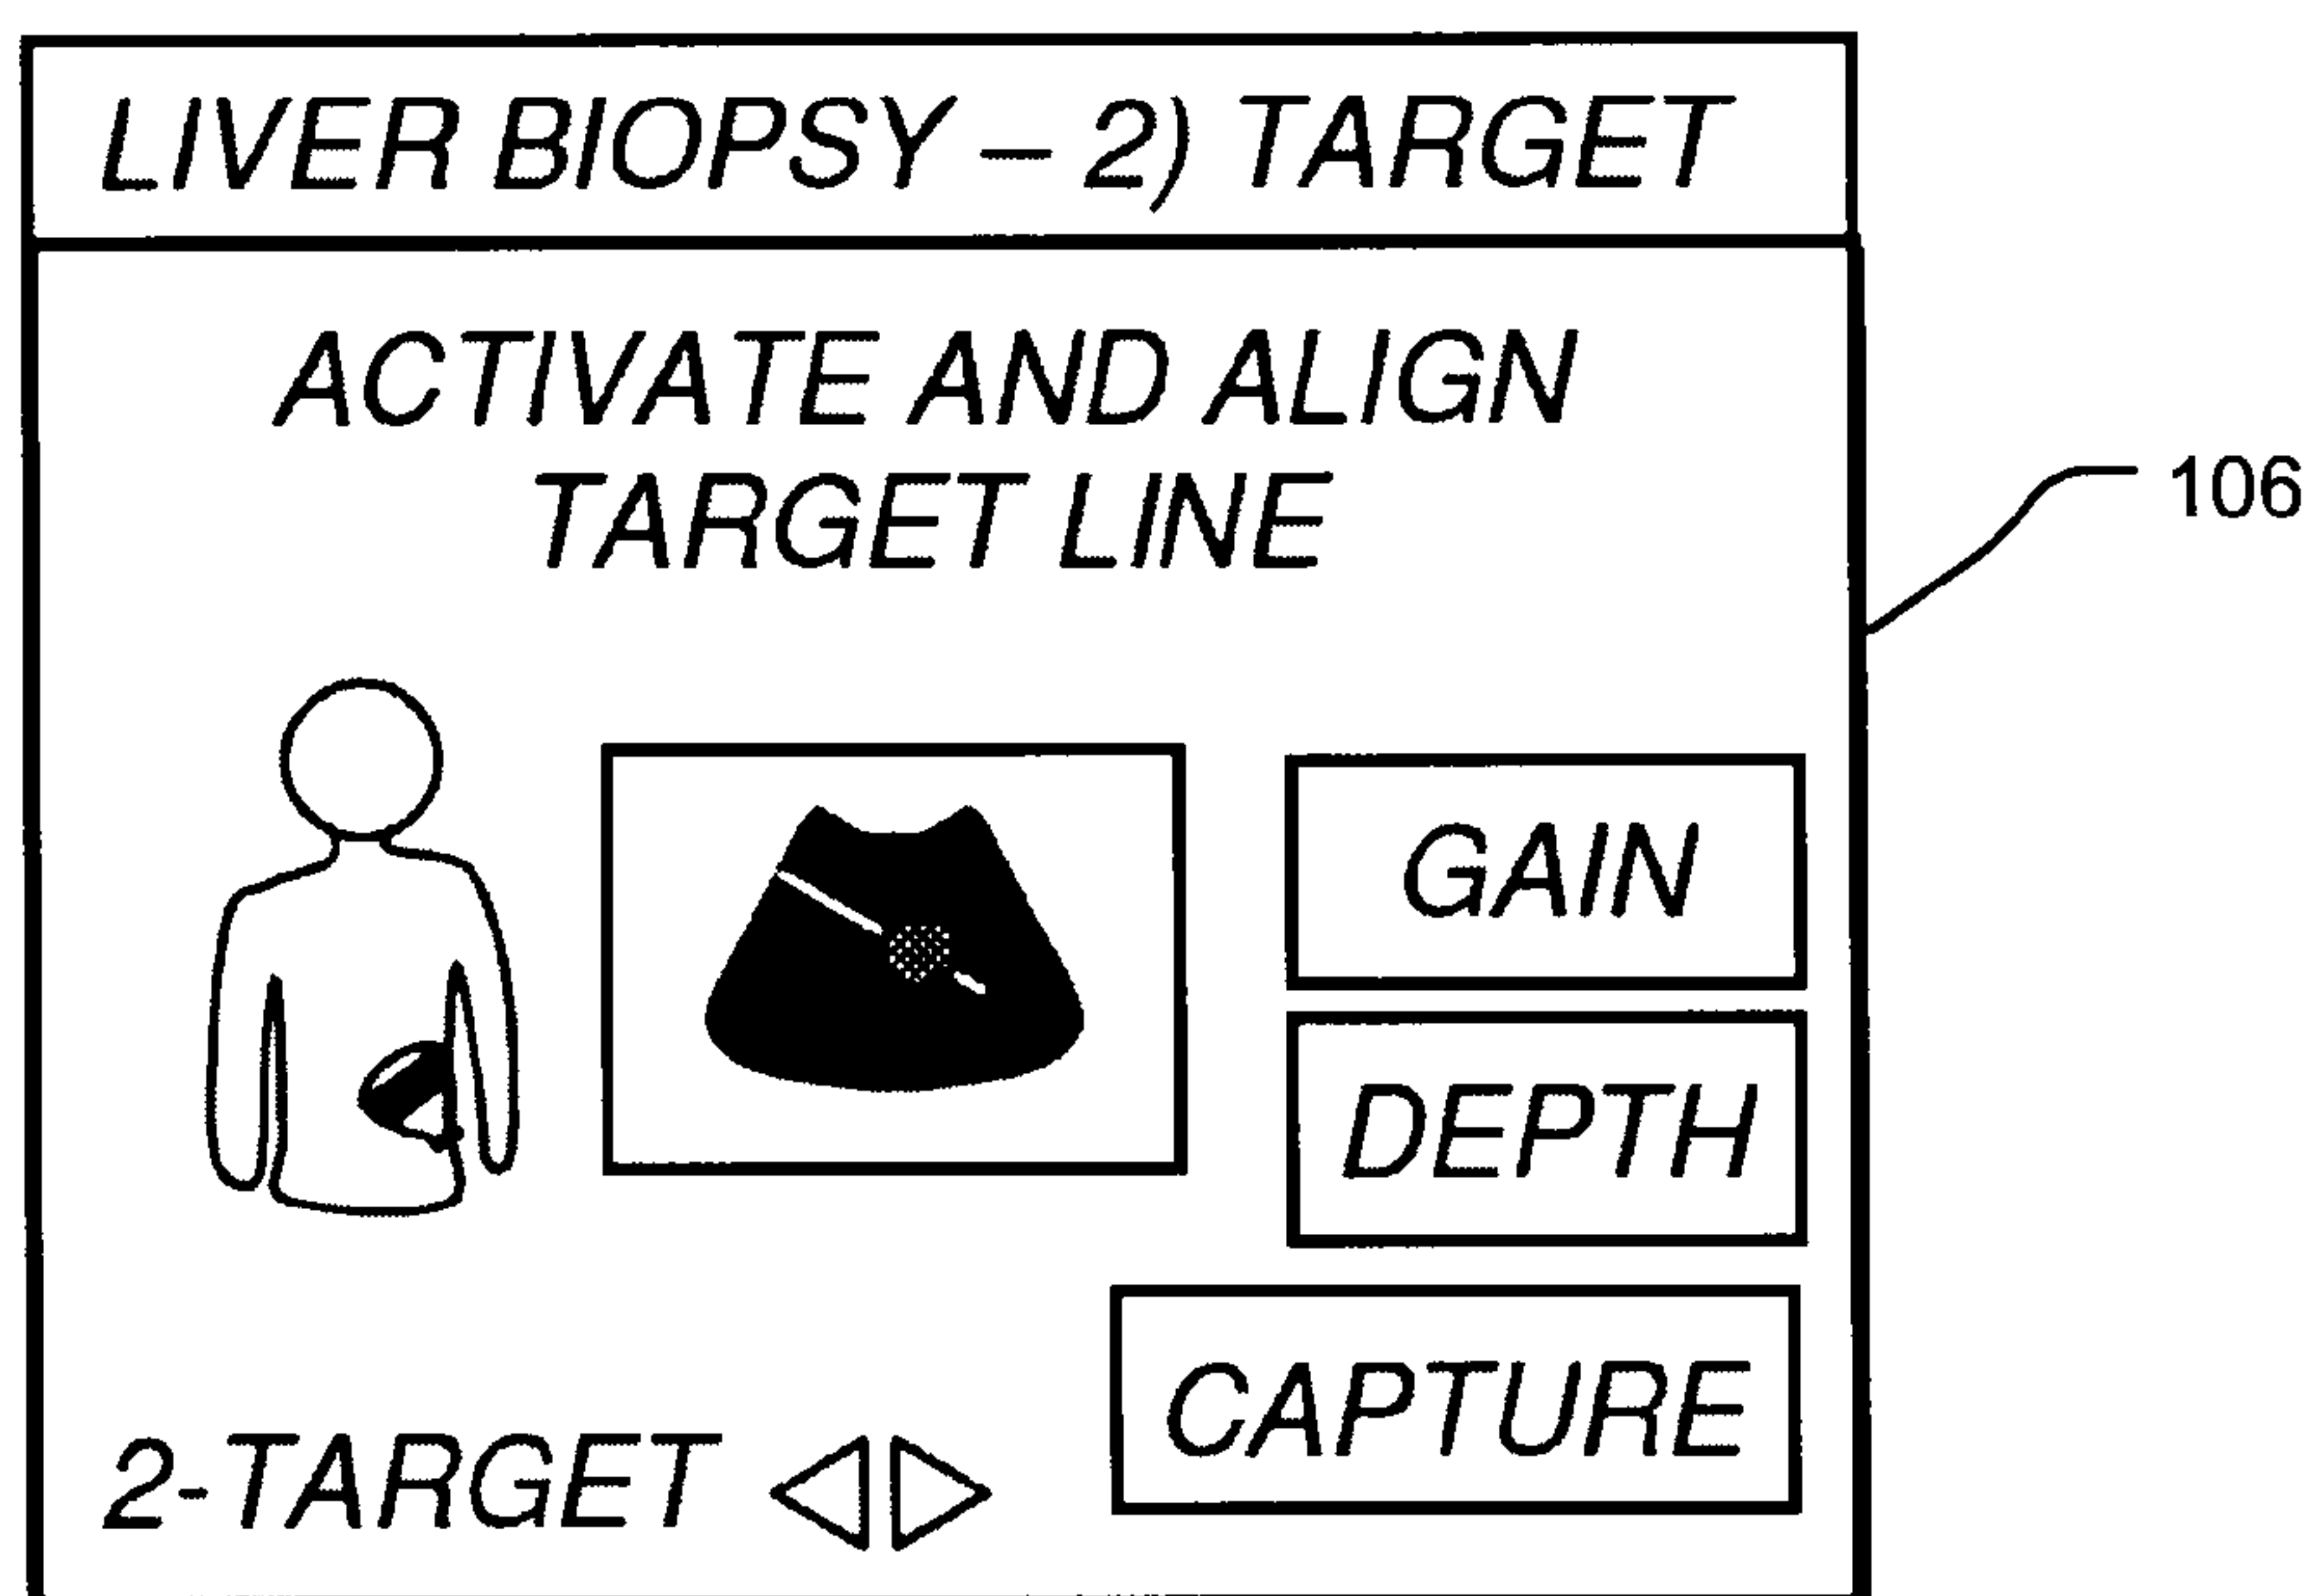 LIVER BIOPSY – 2) TARGET
ACTIVATE AND ALIGN
TARGET LINE
106
GAIN
DEPTH
CAPTURE
2-TARGET